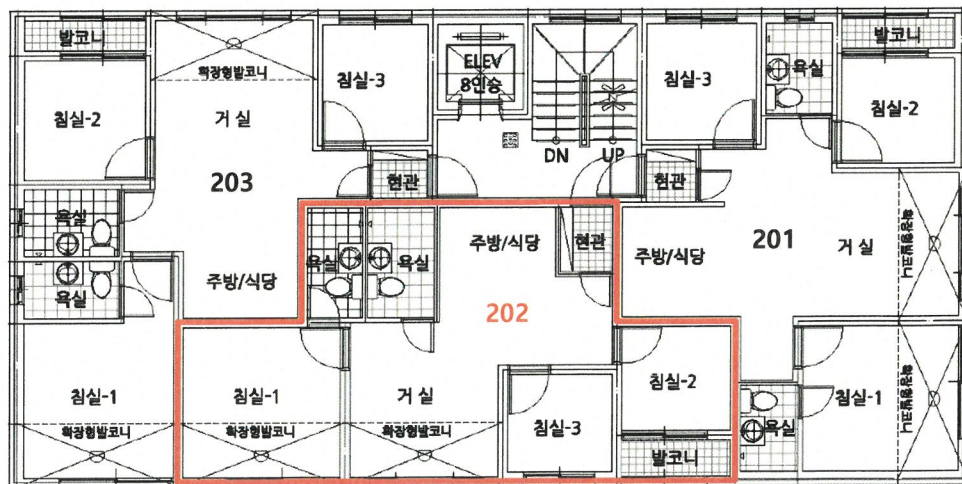 발코니
확장형발코니
침실-2
거 실
203
침실-3
ELEV
8인승
DN
UP
현관
욕실
욕실
주방/식당
침실-1
확장형발코니
침실-3
욕실
발코니
침실-2
현관
주방/식당
201
거 실
확장형발코니
침실-1
확장형발코니
욕실
욕실
욕실
주방/식당
현관
202
침실-1
확장형발코니
거 실
확장형발코니
침실-3
침실-2
발코니